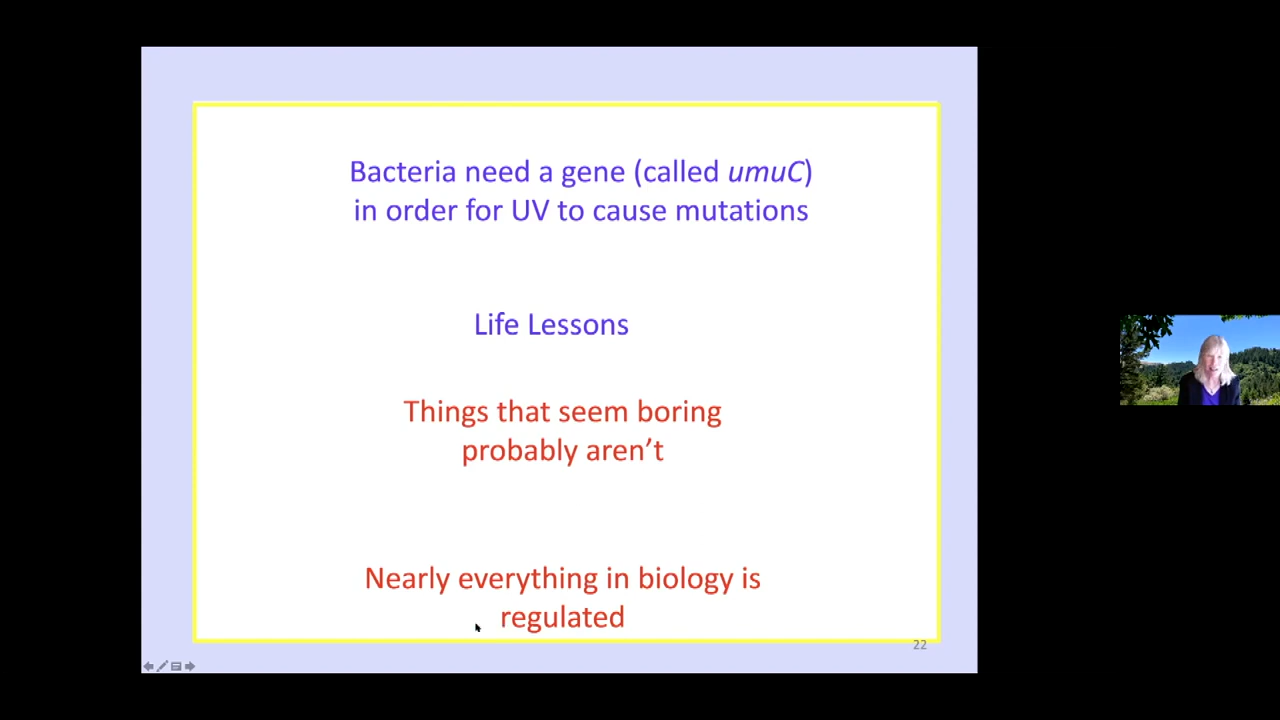 Bacteria need a gene (called umuC)
in order for UV to cause mutations
Life Lessons
Things that seem boring
probably aren’t
Nearly everything in biology is
regulated
22